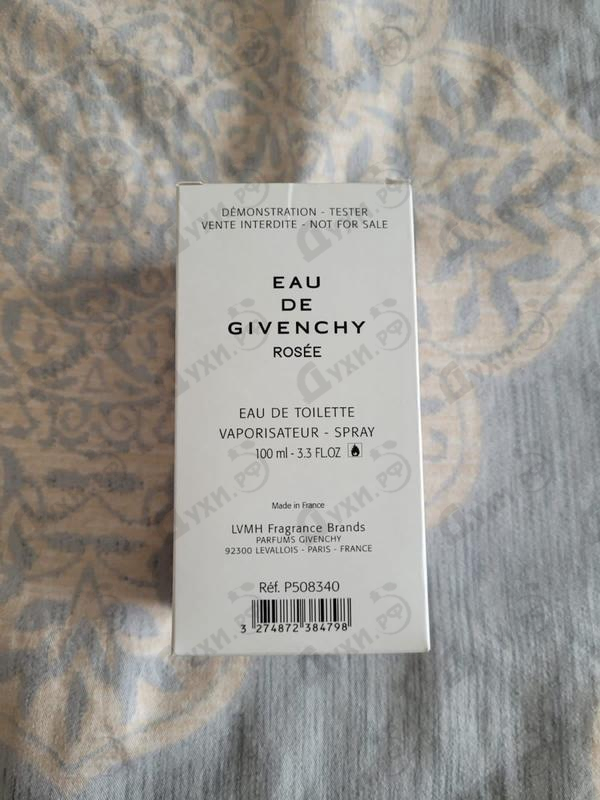 DÉMONSTRATION - TESTER
VENTE INTERDITE - NOT FOR SALE
EAU
DE
GIVENCHY
ROSÉE
EAU DE TOILETTE
VAPORISATEUR - SPRAY
100 ml - 3.3 FL.OZ
Made in France
LVMH Fragrance Brands
PARFUMS GIVENCHY
92300 LEVALLOIS - PARIS - FRANCE
Réf. P508340
3 274872 384798
Духи.РФ